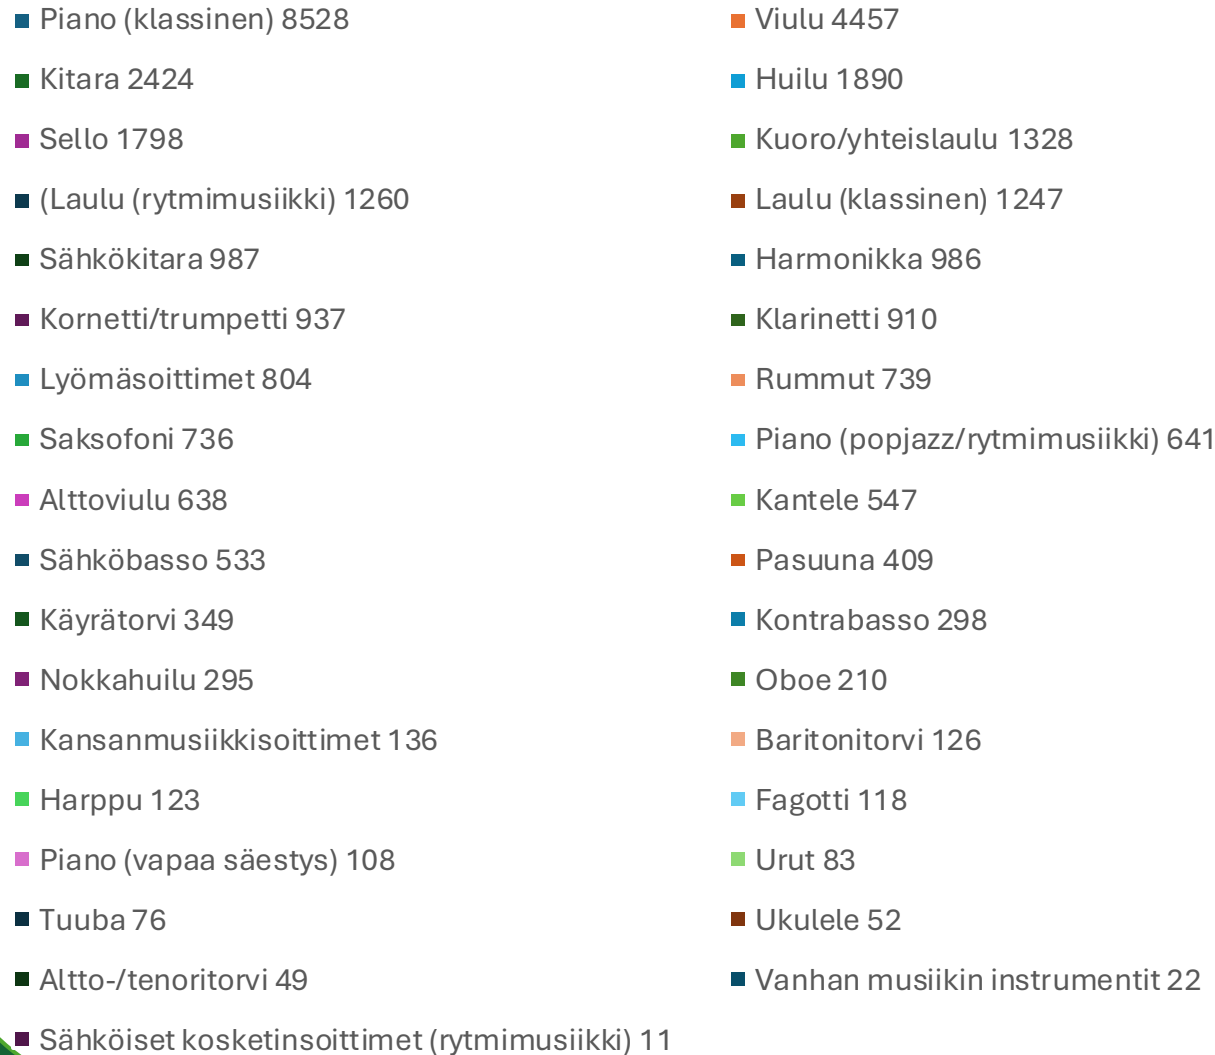 Piano (klassinen) 8528
Viulu 4457
Kitara 2424
Huilu 1890
Sello 1798
Kuoro/yhteislaulu 1328
(Laulu (rytmimusiikki) 1260
Laulu (klassinen) 1247
Sähkökitara 987
Harmonikka 986
Kornetti/trumpetti 937
Klarinetti 910
Lyömäsoittimet 804
Rummut 739
Saksofoni 736
Piano (popjazz/rytmimusiikki) 641
Alttoviulu 638
Kantele 547
Sähköbasso 533
Pasuuna 409
Käyrätorvi 349
Kontrabasso 298
Nokkahuilu 295
Oboe 210
Kansanmusiikkisoittimet 136
Baritonitorvi 126
Harppu 123
Fagotti 118
Piano (vapaa säestys) 108
Urut 83
Tuuba 76
Ukulele 52
Altto-/tenoritorvi 49
Vanhan musiikin instrumentit 22
Sähköiset kosketinsoittimet (rytmimusiikki) 11